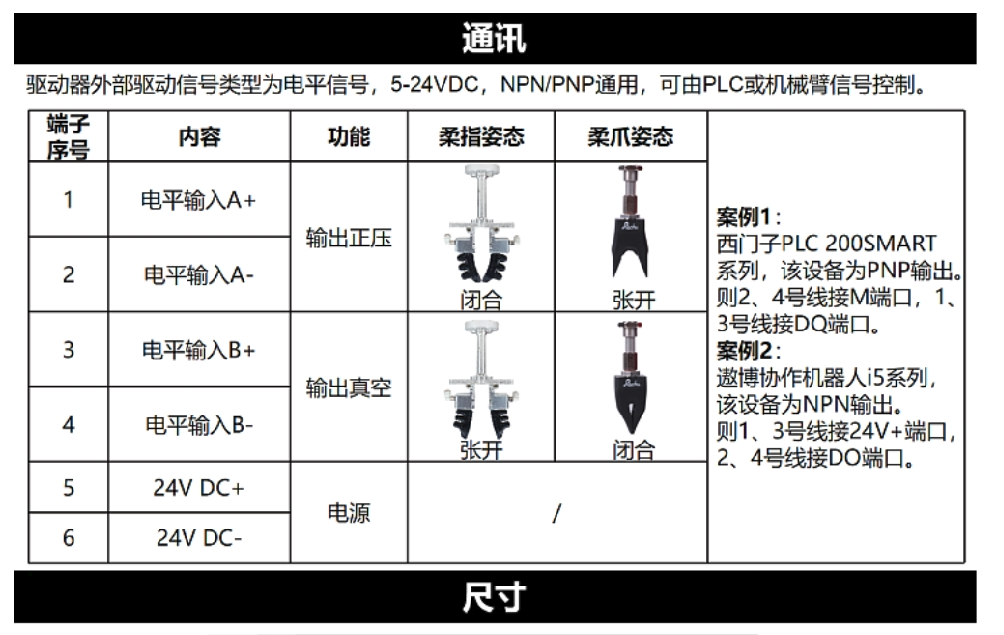 通讯
驱动器外部驱动信号类型为电平信号，5-24VDC，NPN/PNP通用，可由PLC或机械臂信号控制。
端子序号 内容 功能 柔指姿态 柔爪姿态
1 电平输入A+
输出正压
2 电平输入A-
闭合 张开
3 电平输入B+
输出真空
4 电平输入B-
张开 闭合
5 24V DC+
电源 /
6 24V DC-
案例1：
西门子PLC 200SMART
系列，该设备为PNP输出。
则2、4号线接M端口，1、
3号线接DQ端口。
案例2：
遨博协作机器人i5系列，
该设备为NPN输出。
则1、3号线接24V+端口，
2、4号线接DO端口。
尺寸